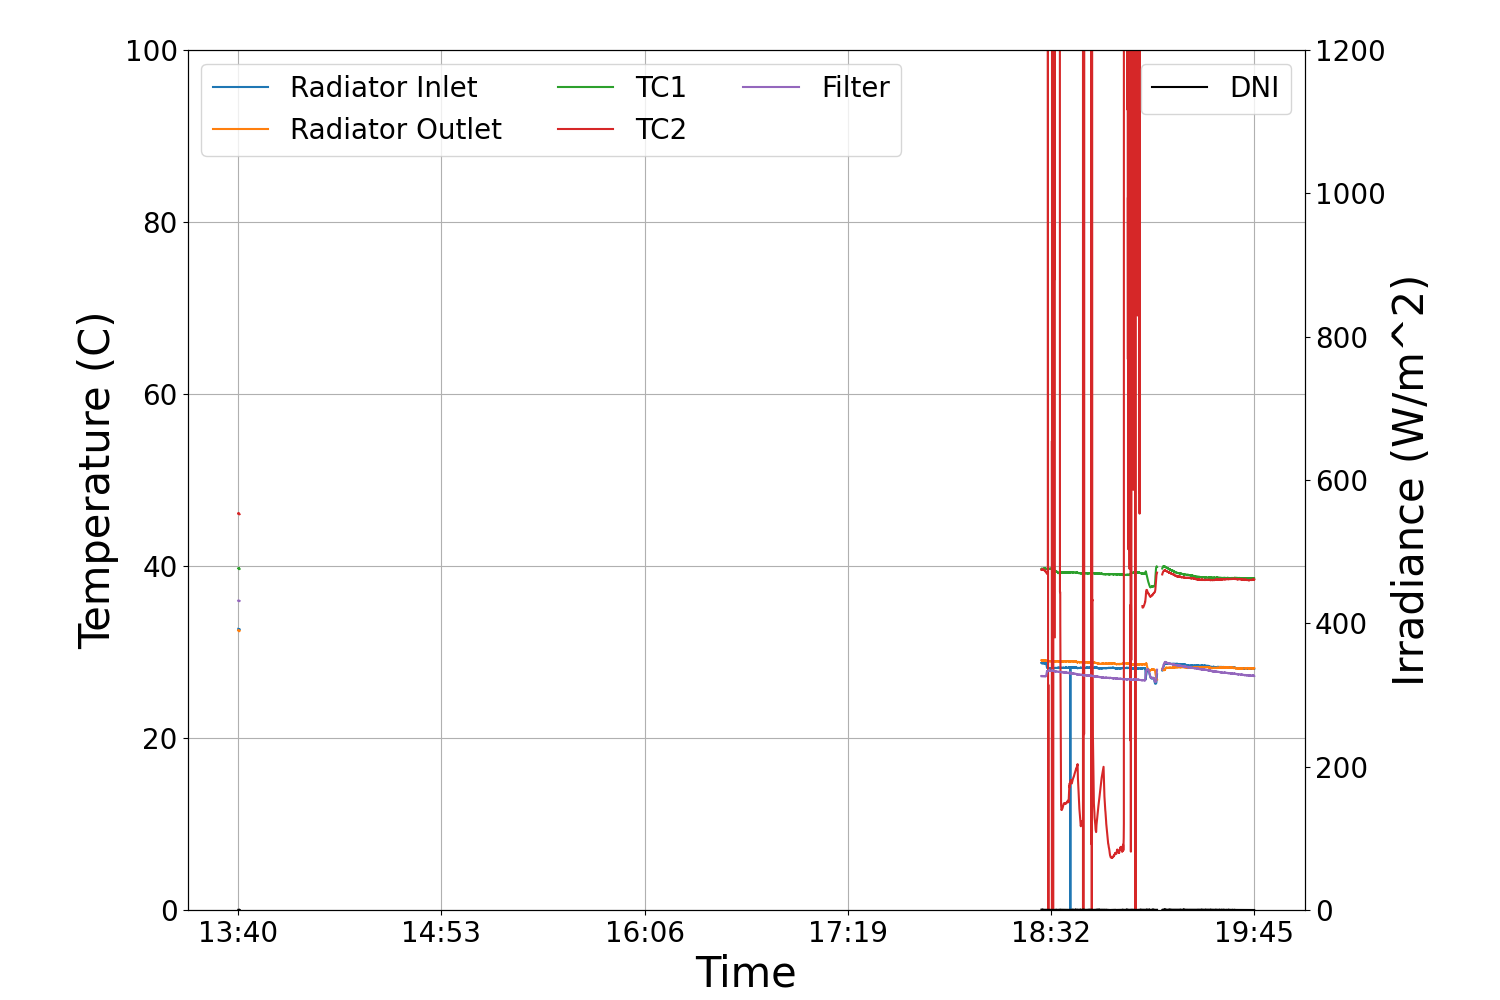 100
80
60
40
20
0
Temperature (C)
Radiator Inlet
Radiator Outlet
TC1
TC2
Filter
DNI
1200
1000
800
600
400
200
0
Irradiance (W/m^2)
13:40 14:53 16:06 17:19 18:32 19:45
Time